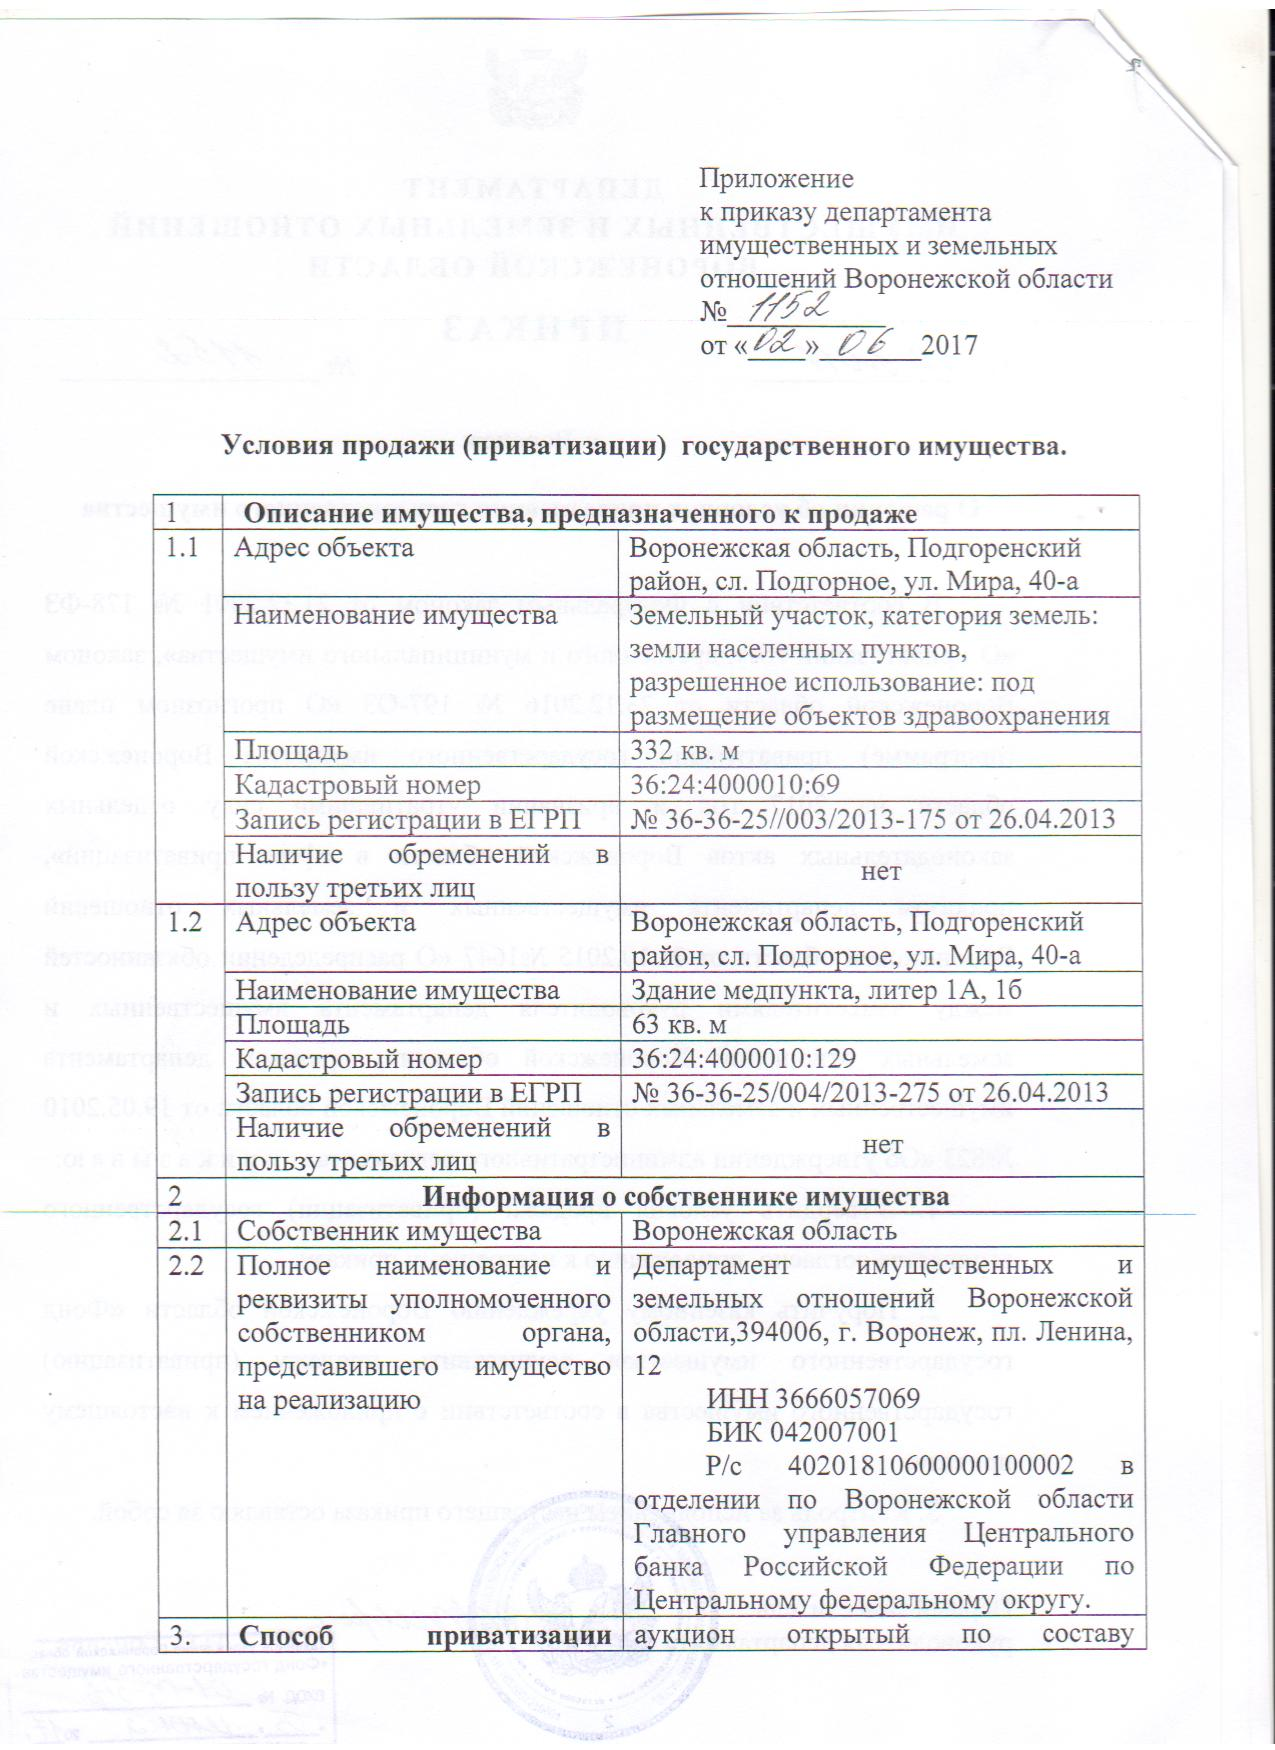 Приложение
к приказу департамента
имущественных и земельных
отношений Воронежской области
№ 1152
от «02» 06 2017
Условия продажи (приватизации) государственного имущества.
1 Описание имущества, предназначенного к продаже
1.1 Адрес объекта Воронежская область, Подгоренский
район, сл. Подгорное, ул. Мира, 40-а
Наименование имущества Земельный участок, категория земель:
земли населенных пунктов,
разрешенное использование: под
размещение объектов здравоохранения
Площадь 332 кв. м
Кадастровый номер 36:24:4000010:69
Запись регистрации в ЕГРП № 36-36-25//003/2013-175 от 26.04.2013
Наличие обременений в
пользу третьих лиц нет
1.2 Адрес объекта Воронежская область, Подгоренский
район, сл. Подгорное, ул. Мира, 40-а
Наименование имущества Здание медпункта, литер 1А, 1б
Площадь 63 кв. м
Кадастровый номер 36:24:4000010:129
Запись регистрации в ЕГРП № 36-36-25/004/2013-275 от 26.04.2013
Наличие обременений в
пользу третьих лиц нет
2 Информация о собственнике имущества
2.1 Собственник имущества Воронежская область
2.2 Полное наименование и
реквизиты уполномоченного
собственником органа,
представившего имущество
на реализацию
Департамент имущественных и
земельных отношений Воронежской
области,394006, г. Воронеж, пл. Ленина,
12
ИНН 3666057069
БИК 042007001
Р/с 40201810600000100002 в
отделении по Воронежской области
Главного управления Центрального
банка Российской Федерации по
Центральному федеральному округу.
3. Способ приватизации аукцион открытый по составу